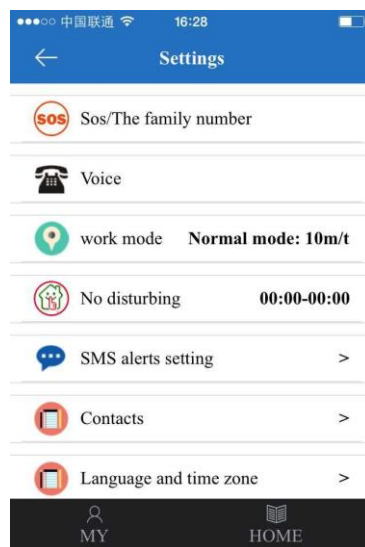 中国联通 16:28
Settings
SOS Sos/The family number
Voice
work mode Normal mode: 10m/t
No disturbing 00:00-00:00
SMS alerts setting >
Contacts >
Language and time zone >
MY HOME